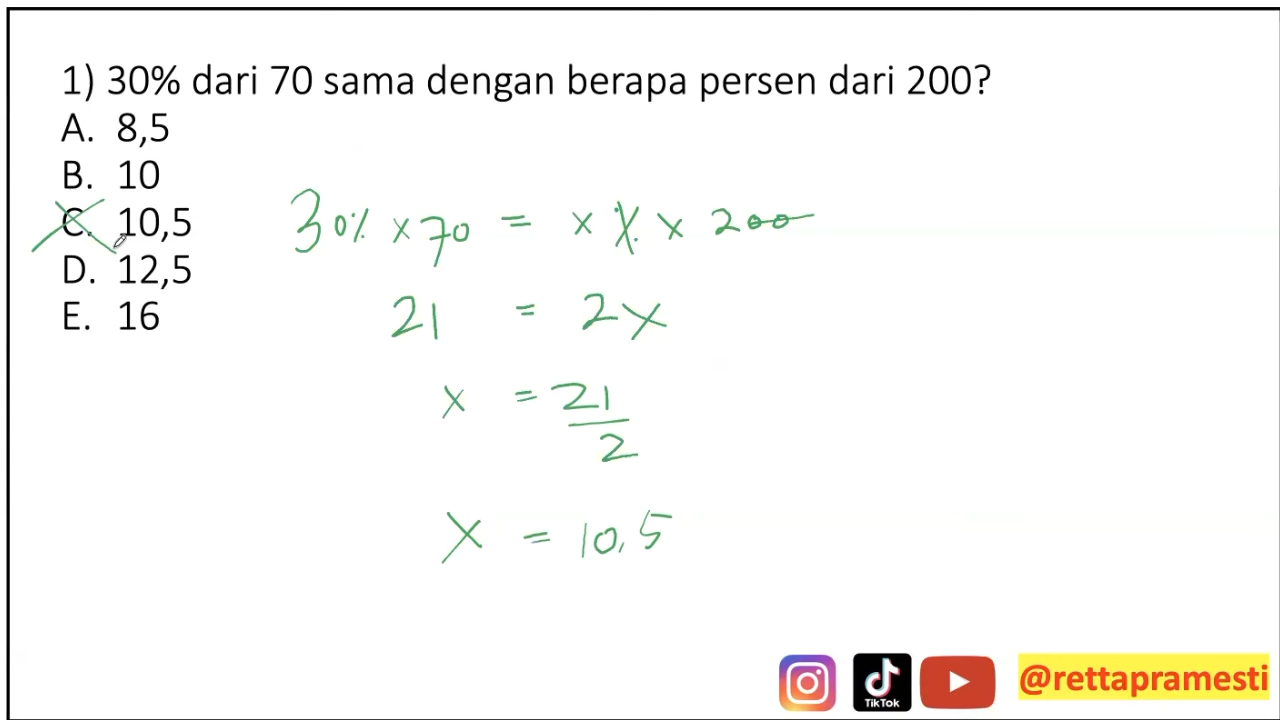 1) 30% dari 70 sama dengan berapa persen dari 200?
A. 8,5
B. 10
C. 10,5
D. 12,5
E. 16
30% x 70 = x % x 200
21 = 2x
x = 21/2
x = 10,5
TikTok
@rettapramesti